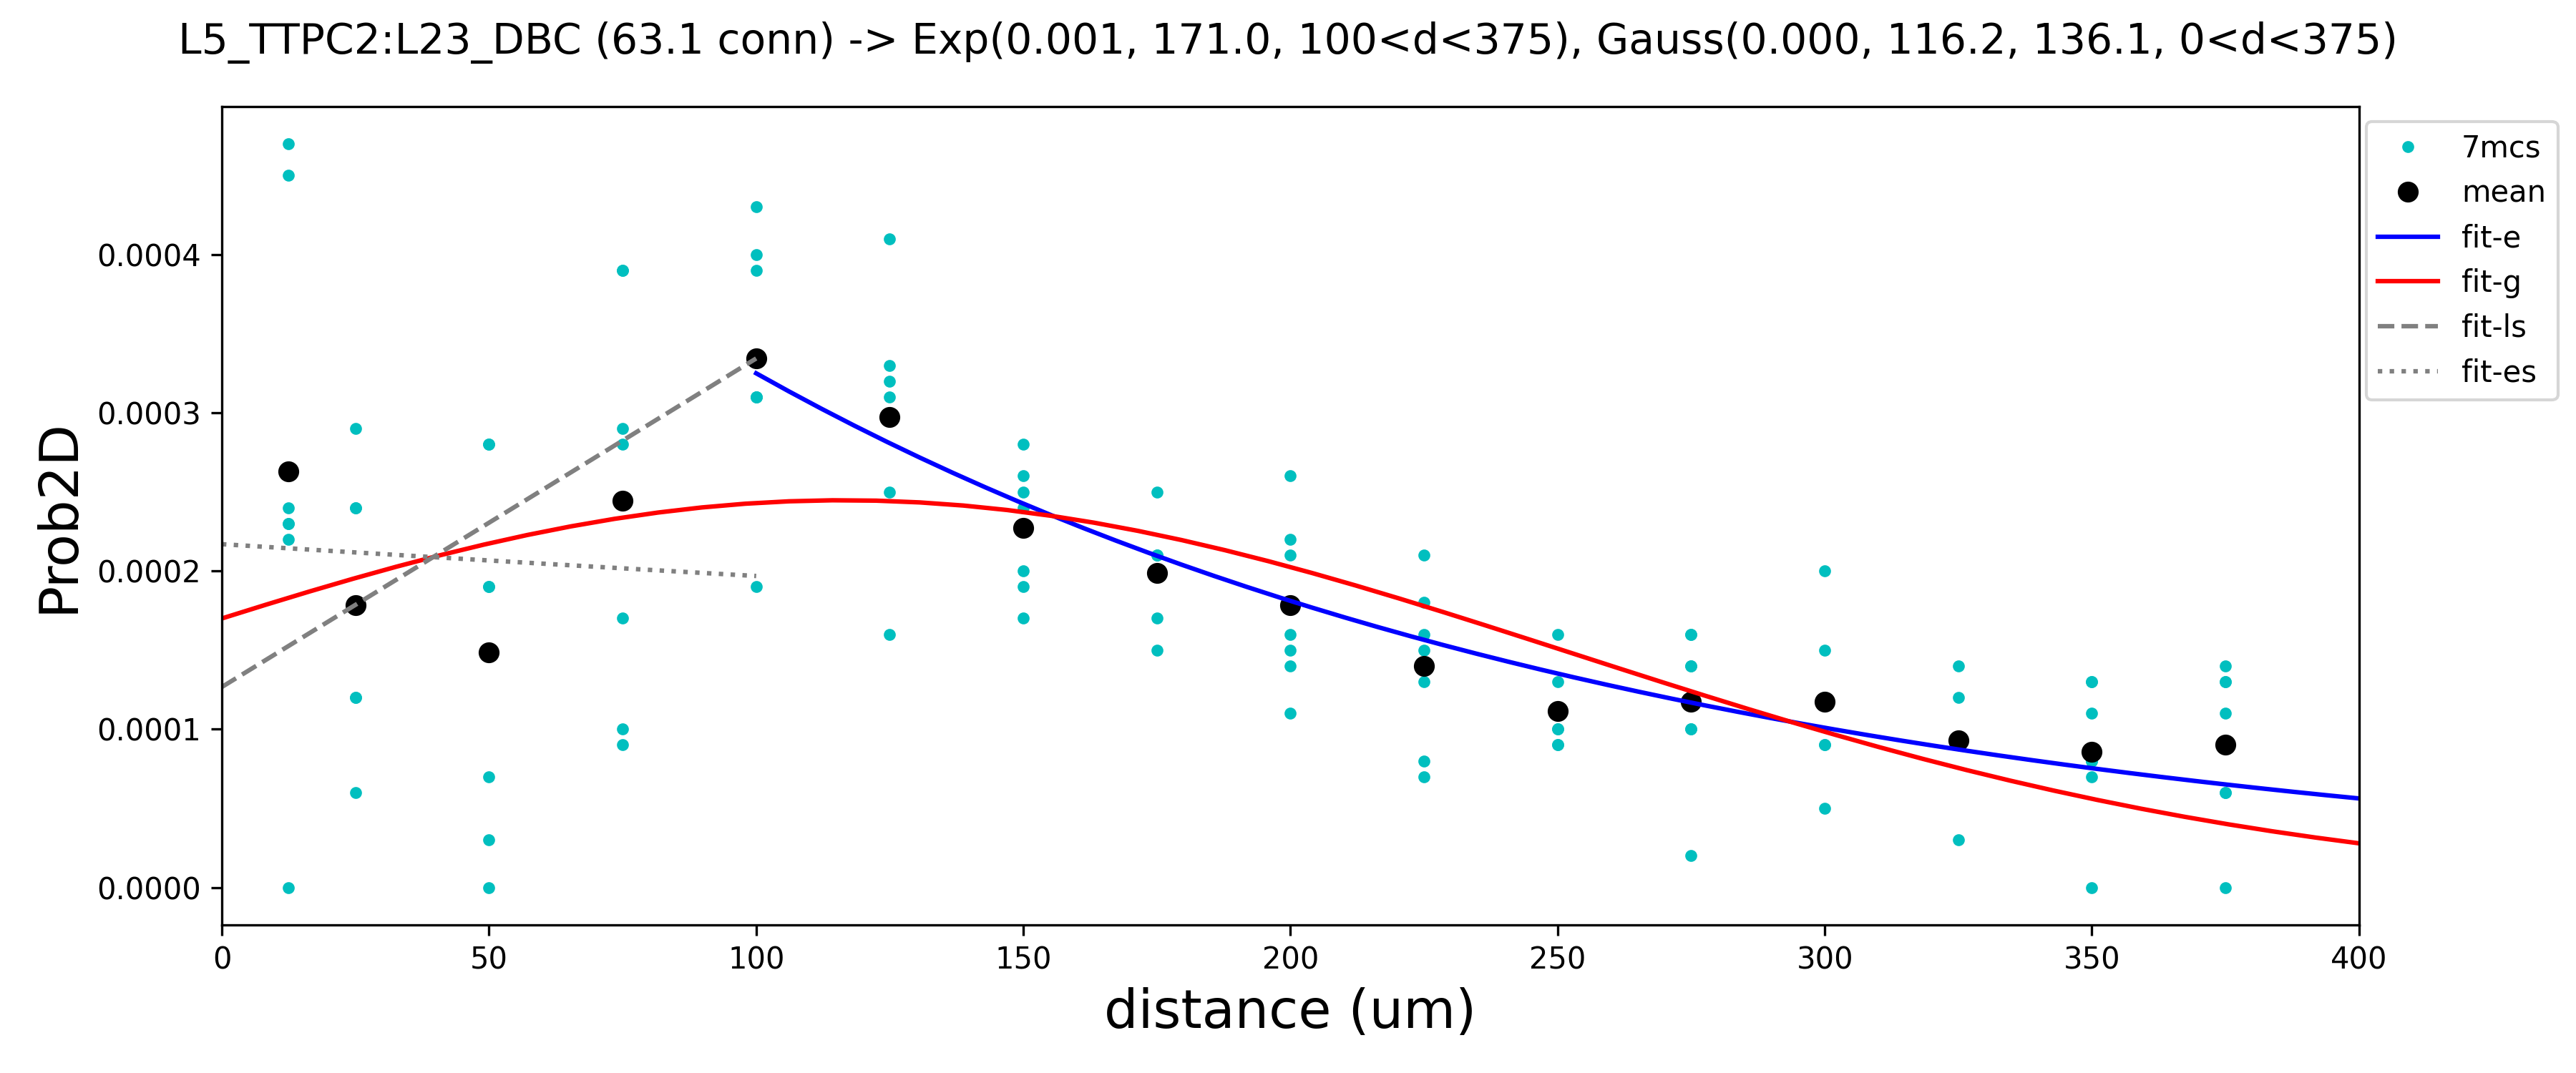 L5_TTPC2:L23_DBC (63.1 conn) -> Exp(0.001, 171.0, 100<d<375), Gauss(0.000, 116.2, 136.1, 0<d<375)
7mcs
mean
fit-e
fit-g
fit-ls
fit-es
Prob2D
0.0004
0.0003
0.0002
0.0001
0.0000
0 50 100 150 200 250 300 350 400
distance (um)